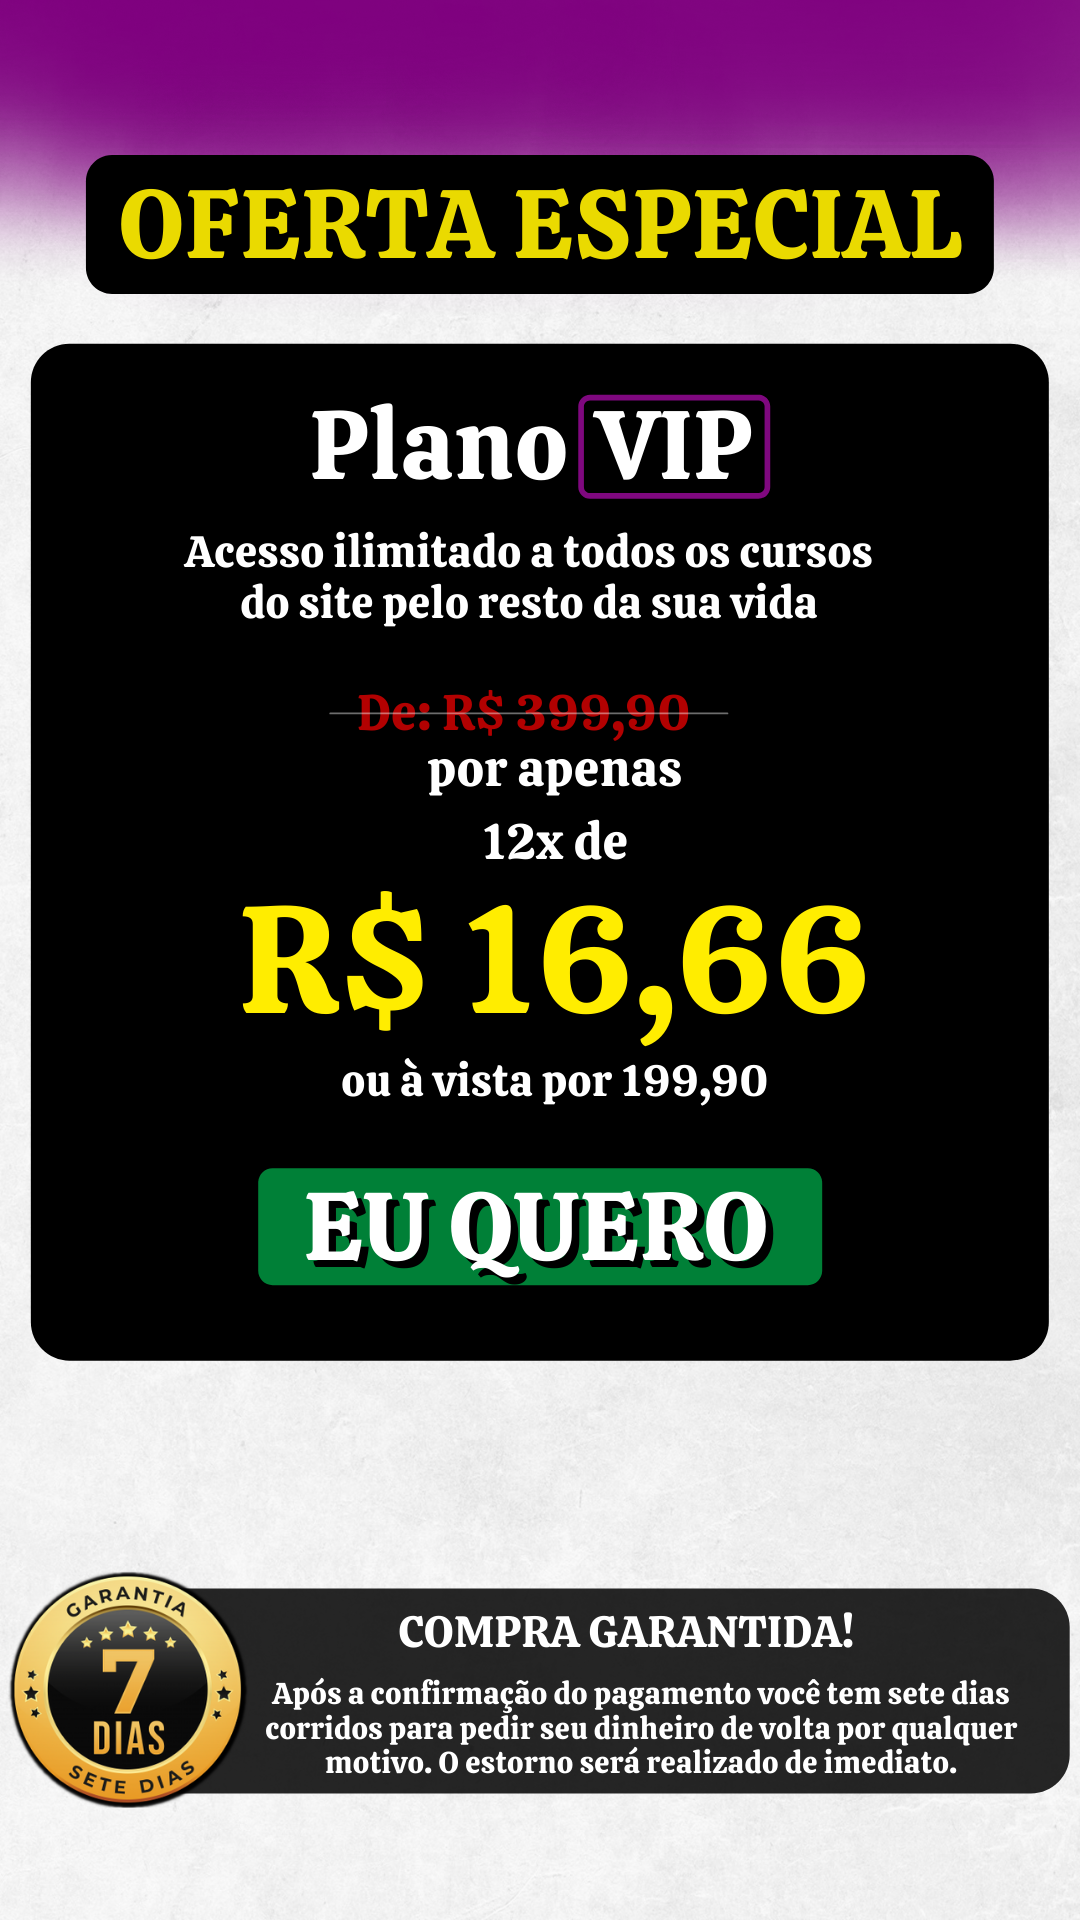 OFERTA ESPECIAL
Plano VIP
Acesso ilimitado a todos os cursos
do site pelo resto da sua vida
De: R$ 399,90
por apenas
12x de
R$ 16,66
ou à vista por 199,90
EU QUERO
GARANTIA
7
DIAS
SETE DIAS
COMPRA GARANTIDA!
Após a confirmação do pagamento você tem sete dias
corridos para pedir seu dinheiro de volta por qualquer
motivo. O estorno será realizado de imediato.